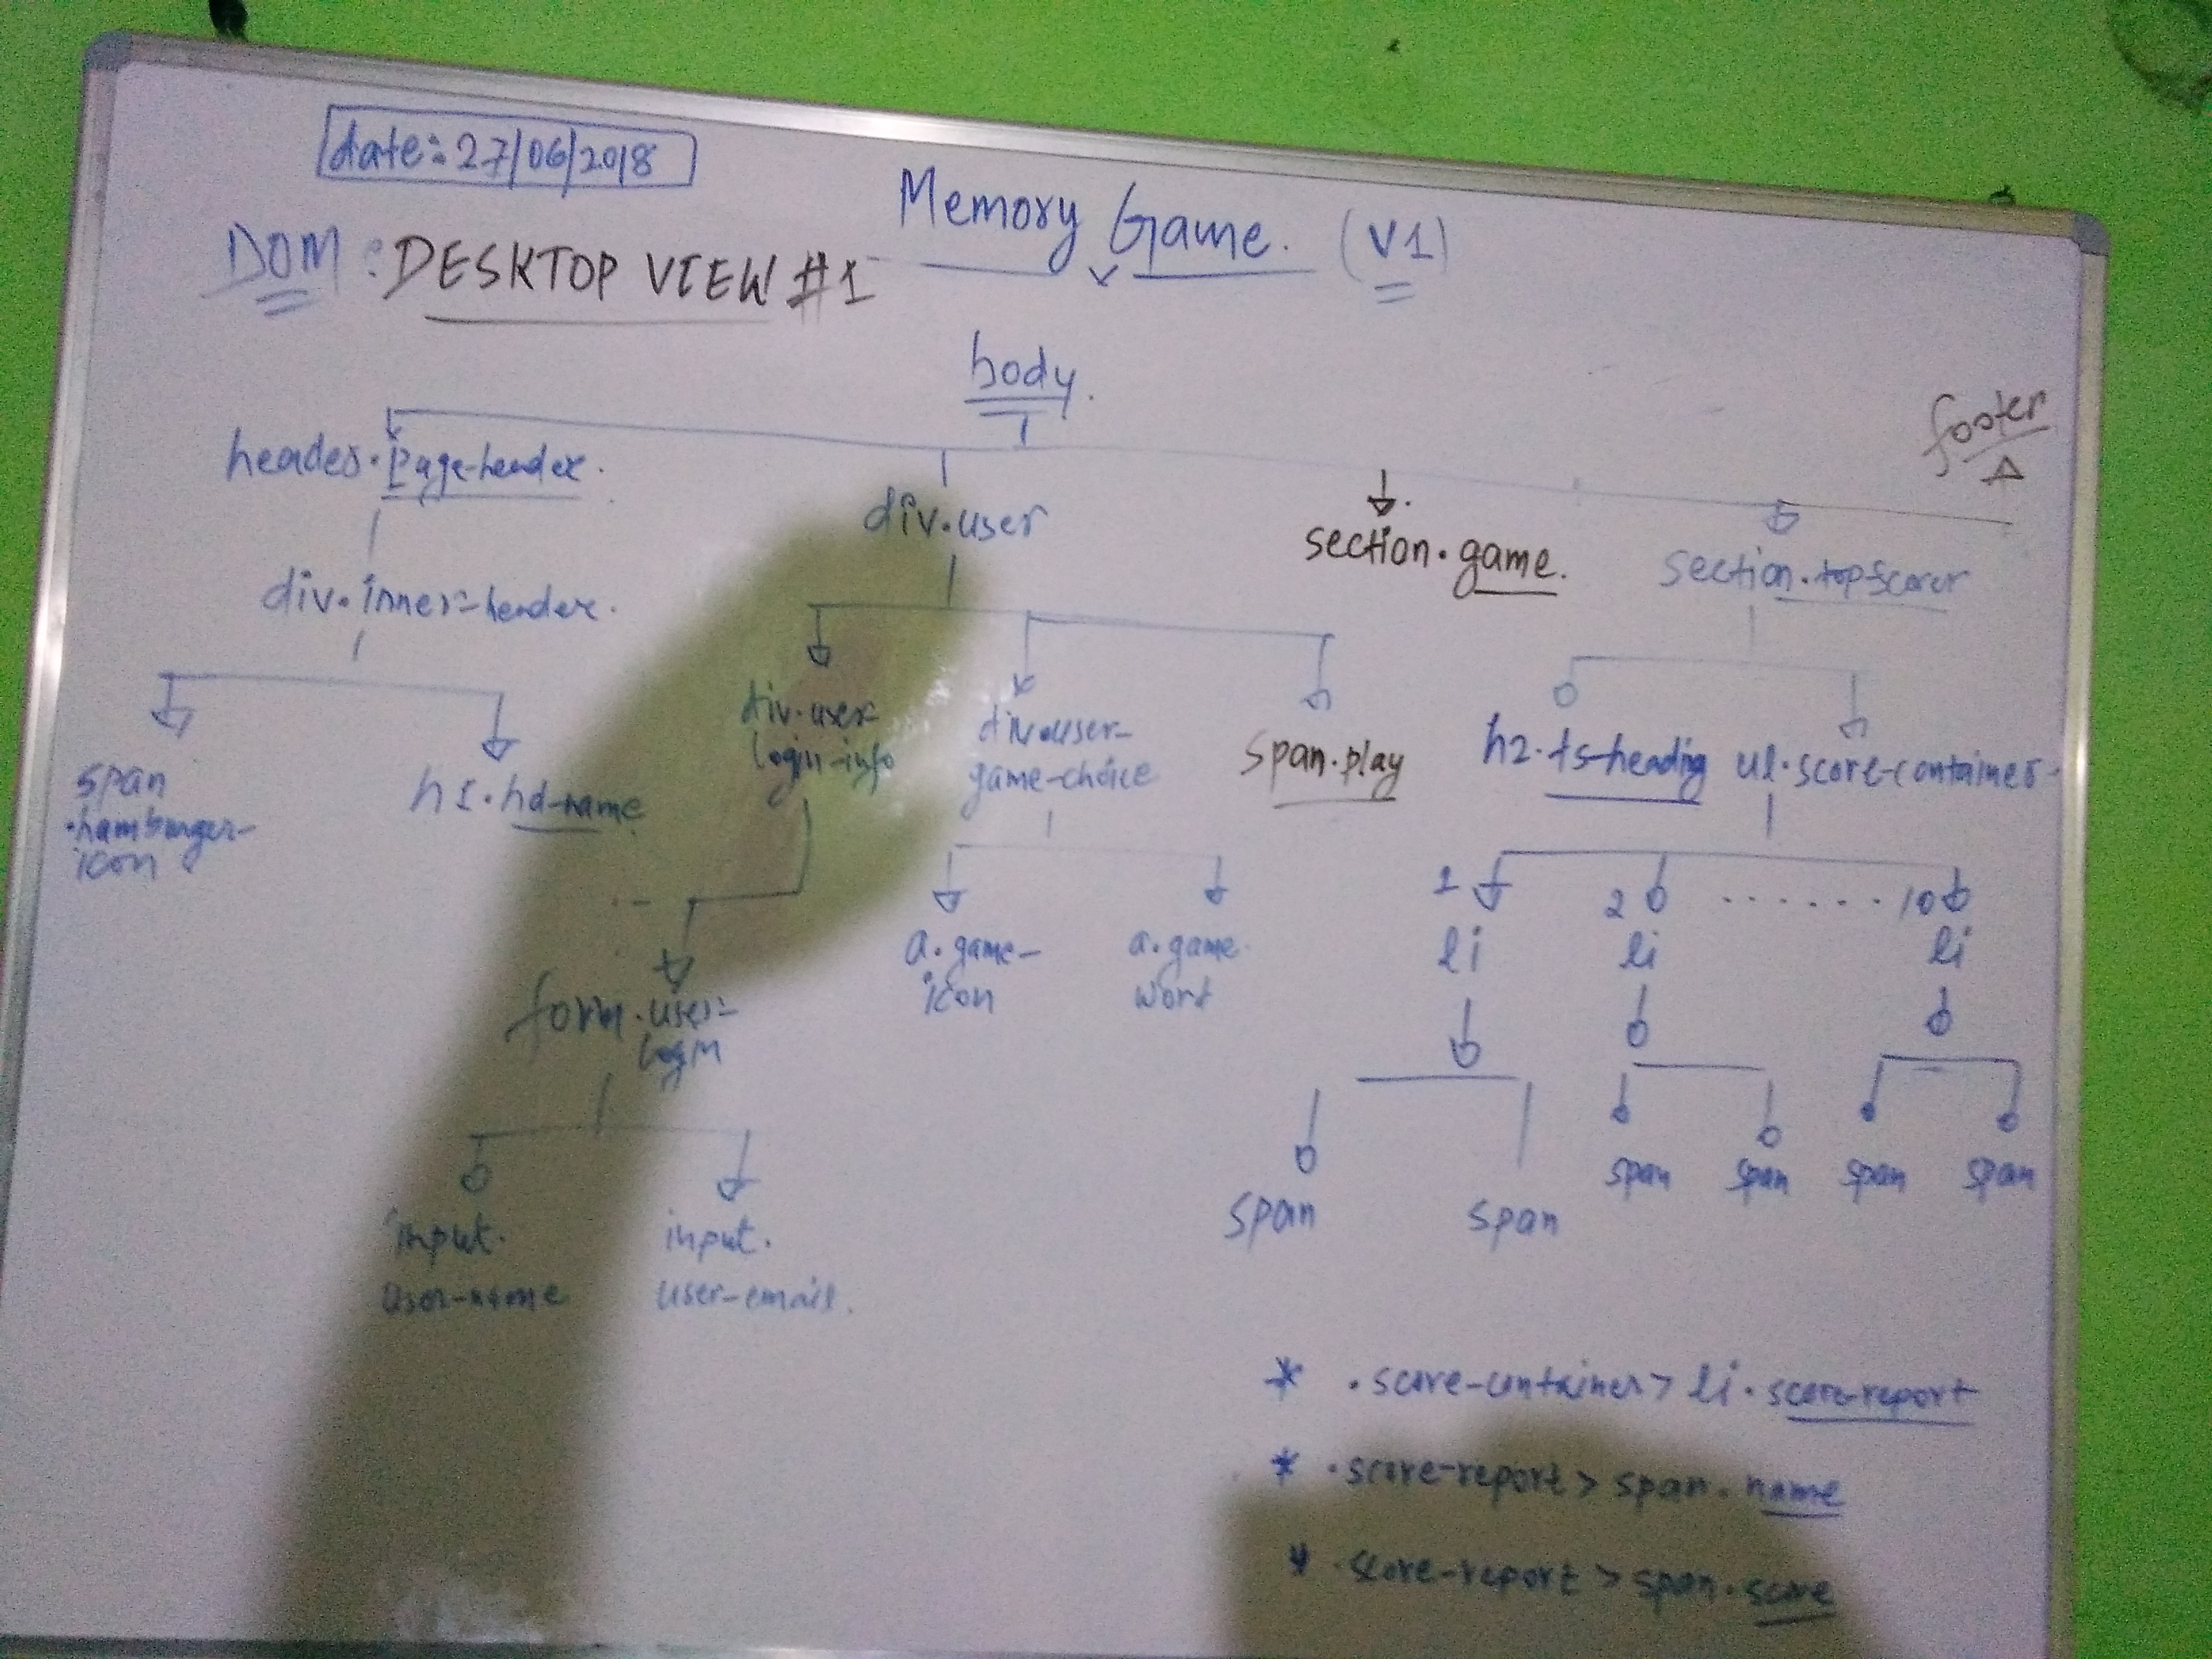 date: 27/06/2018
Memory Game. (V1)
DOM: DESKTOP VIEW #1
body.
footer
header.page-header.
div.user
section.game.
section.top-scorer
div.inner-header.
div.user-
login-info
div.user-
game-choice
span.play
h2.ts-heading
ul.score-container
span
.hamburger-
icon
h1.hd-name
1
2
. . . . . . .
10
li
li
li
a.game-
icon
a.game
form.user-
login
span
span
span
span
span
span
input.
user-name
input.
user-email.
* .score-container > li.score-report
* .score-report > span.name
* .score-report > span.score